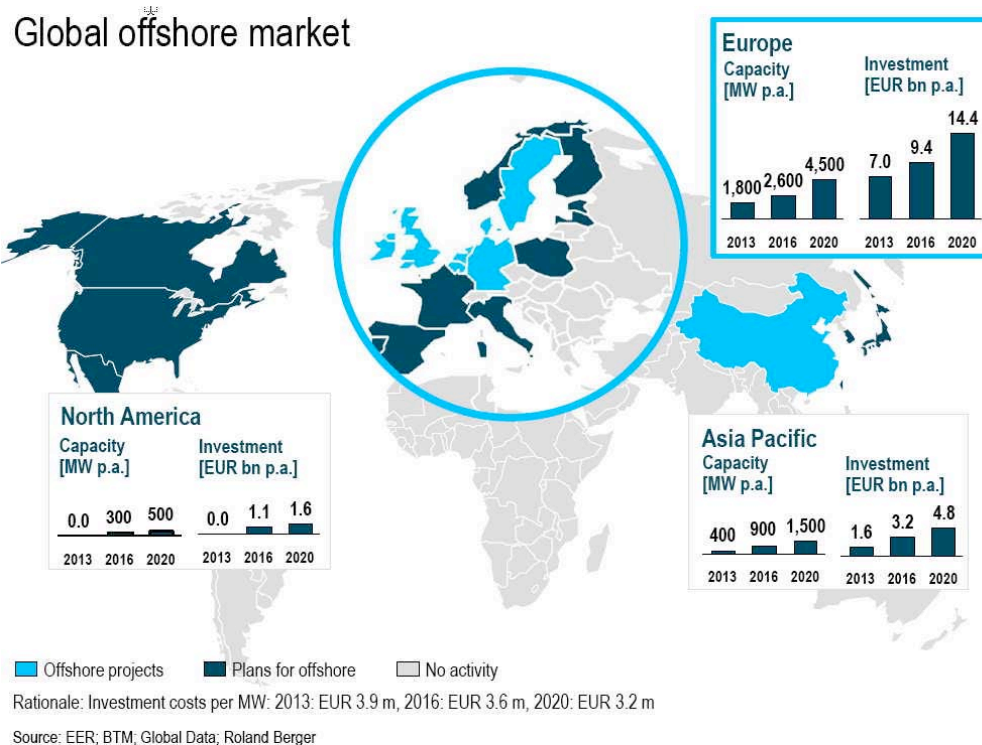 Global offshore market
Europe
Capacity
[MW p.a.]
1,800 2,600 4,500
2013 2016 2020
Investment
[EUR bn p.a.]
7.0 9.4 14.4
2013 2016 2020
North America
Capacity
[MW p.a.]
0.0 300 500
2013 2016 2020
Investment
[EUR bn p.a.]
0.0 1.1 1.6
2013 2016 2020
Asia Pacific
Capacity
[MW p.a.]
400 900 1,500
2013 2016 2020
Investment
[EUR bn p.a.]
1.6 3.2 4.8
2013 2016 2020
Offshore projects Plans for offshore No activity
Rationale: Investment costs per MW: 2013: EUR 3.9 m, 2016: EUR 3.6 m, 2020: EUR 3.2 m
Source: EER; BTM; Global Data; Roland Berger